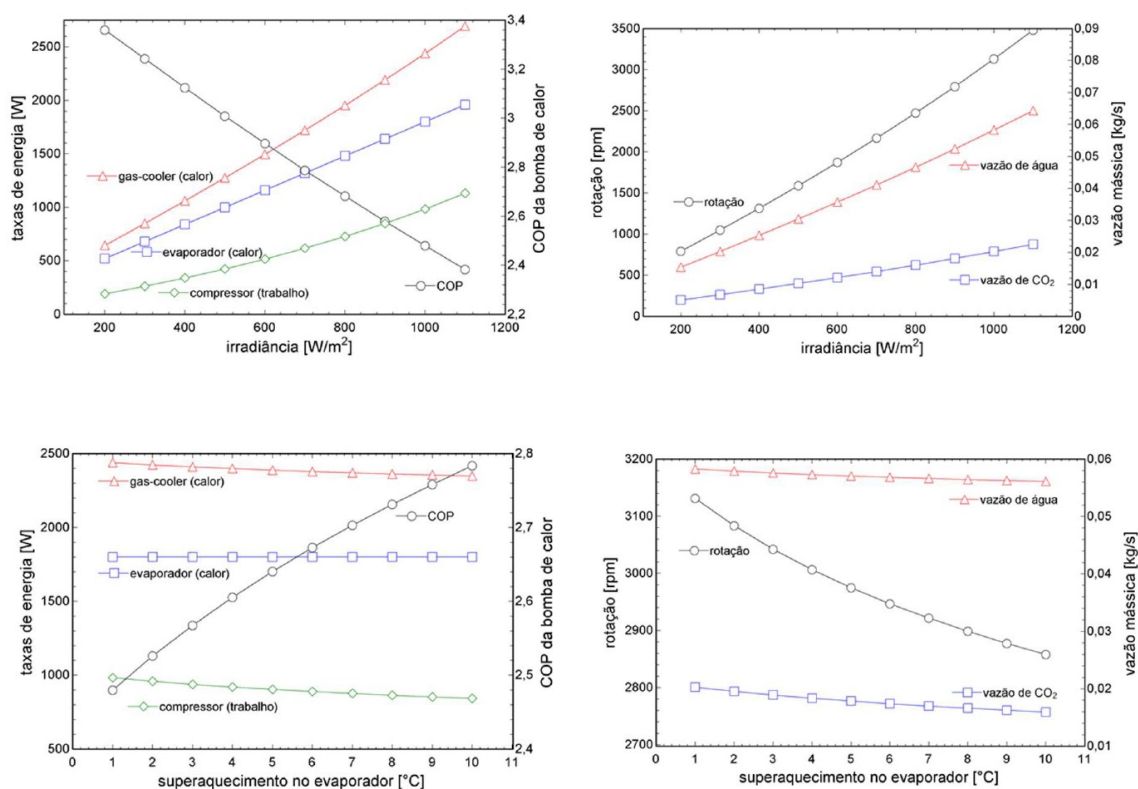 taxas de energia [W]
2500
2000
1500
1000
500
0
gas-cooler (calor)
evaporador (calor)
compressor (trabalho)
COP
3,4
3,2
3
2,8
2,6
2,4
2,2
COP da bomba de calor
200 400 600 800 1000 1200
irradiância [W/m²]
rotação [rpm]
3500
3000
2500
2000
1500
1000
500
0
rotação
vazão de água
vazão de CO₂
0,09
0,08
0,07
0,06
0,05
0,04
0,03
0,02
0,01
0
vazão mássica [kg/s]
200 400 600 800 1000 1200
irradiância [W/m²]
taxas de energia [W]
2500
2000
1500
1000
500
gas-cooler (calor)
COP
evaporador (calor)
compressor (trabalho)
2,8
2,7
2,6
2,5
2,4
COP da bomba de calor
0 1 2 3 4 5 6 7 8 9 10 11
superaquecimento no evaporador [°C]
rotação [rpm]
3200
3100
3000
2900
2800
2700
vazão de água
rotação
vazão de CO₂
0,06
0,05
0,04
0,03
0,02
0,01
vazão mássica [kg/s]
0 1 2 3 4 5 6 7 8 9 10 11
superaquecimento no evaporador [°C]